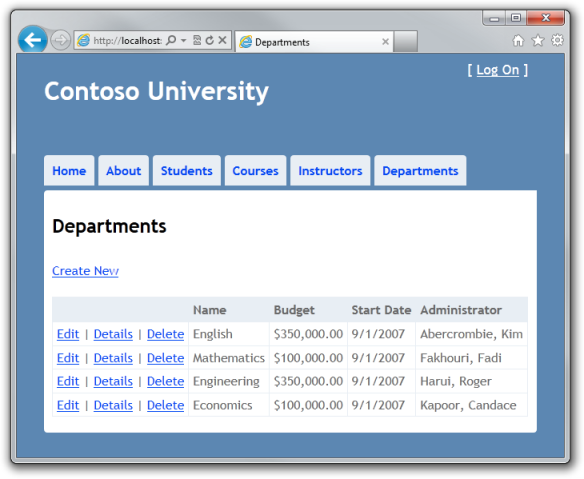 http://localhost:
Departments
[ Log On ]
Contoso University
Home About Students Courses Instructors Departments
Departments
Create New
Name Budget Start Date Administrator
Edit | Details | Delete English $350,000.00 9/1/2007 Abercrombie, Kim
Edit | Details | Delete Mathematics $100,000.00 9/1/2007 Fakhouri, Fadi
Edit | Details | Delete Engineering $350,000.00 9/1/2007 Harui, Roger
Edit | Details | Delete Economics $100,000.00 9/1/2007 Kapoor, Candace